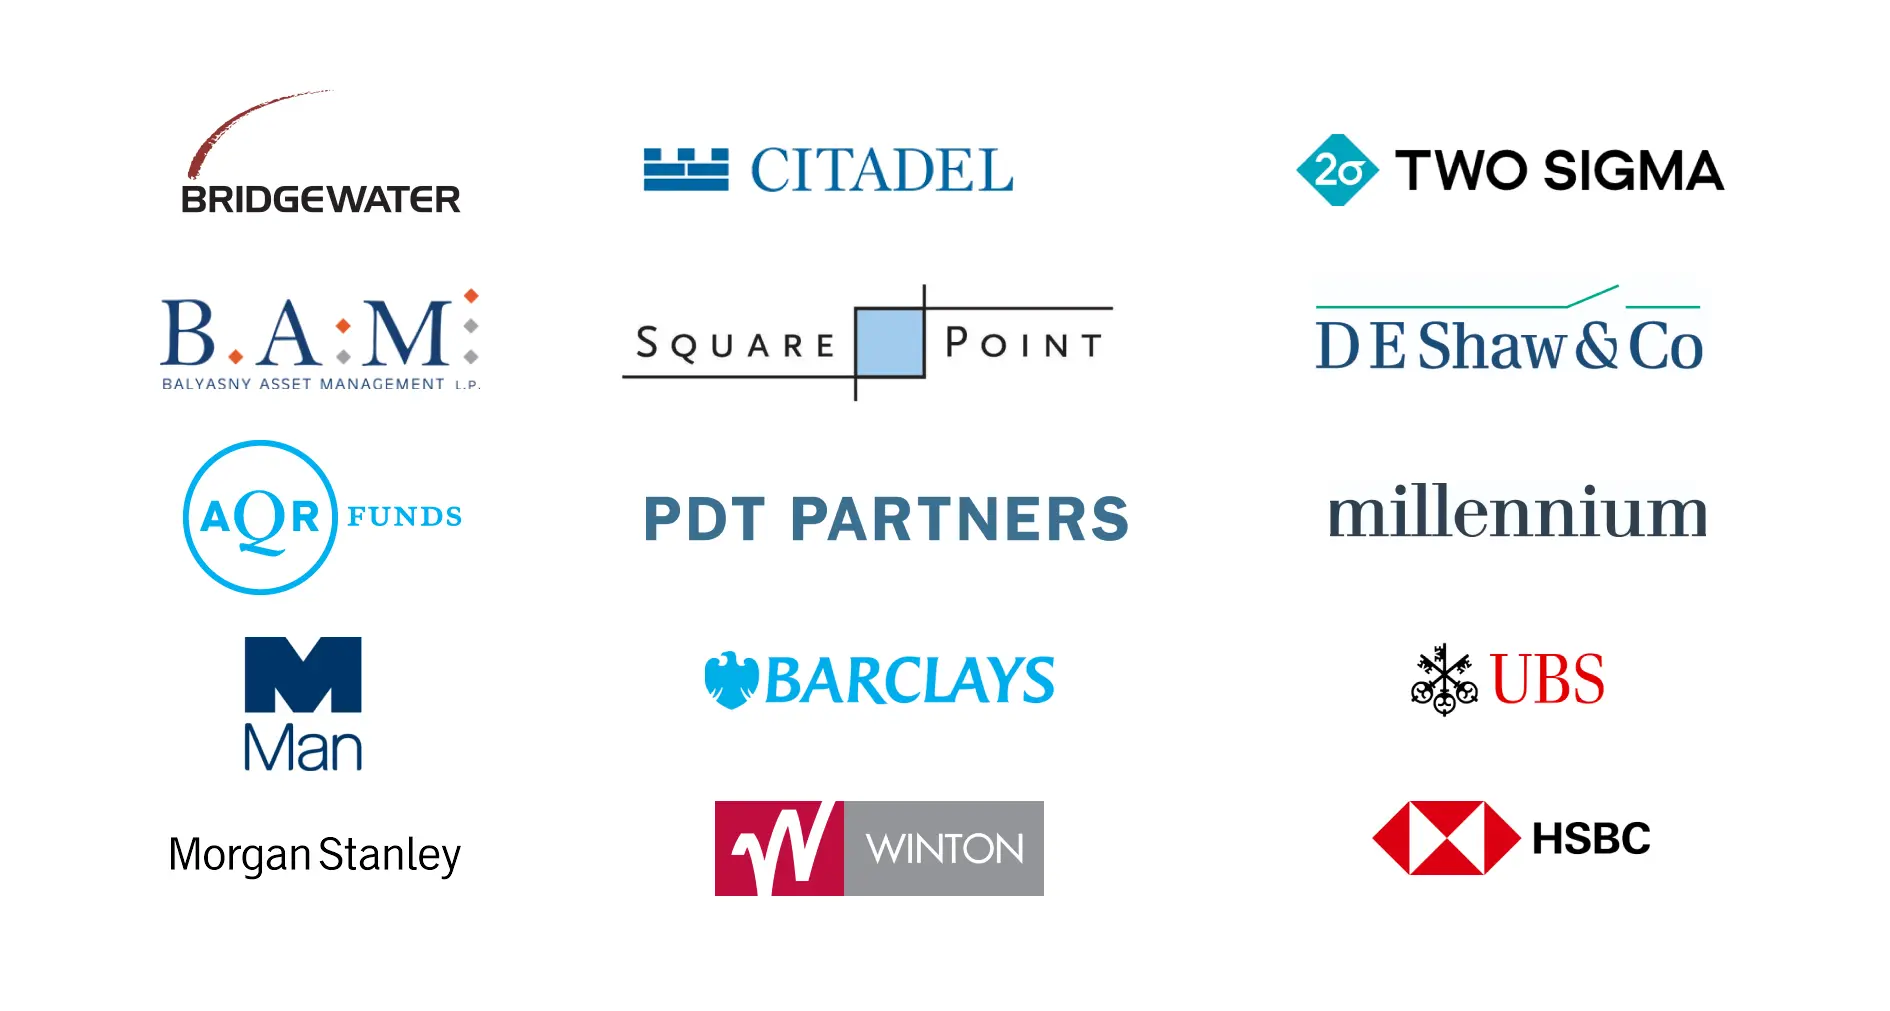 BRIDGEWATER
CITADEL
2σ TWO SIGMA
B.A:M:
BALYASNY ASSET MANAGEMENT L.P.
SQUARE POINT
D E Shaw & Co
AQR FUNDS
PDT PARTNERS
millennium
Man
BARCLAYS
UBS
Morgan Stanley
WINTON
HSBC